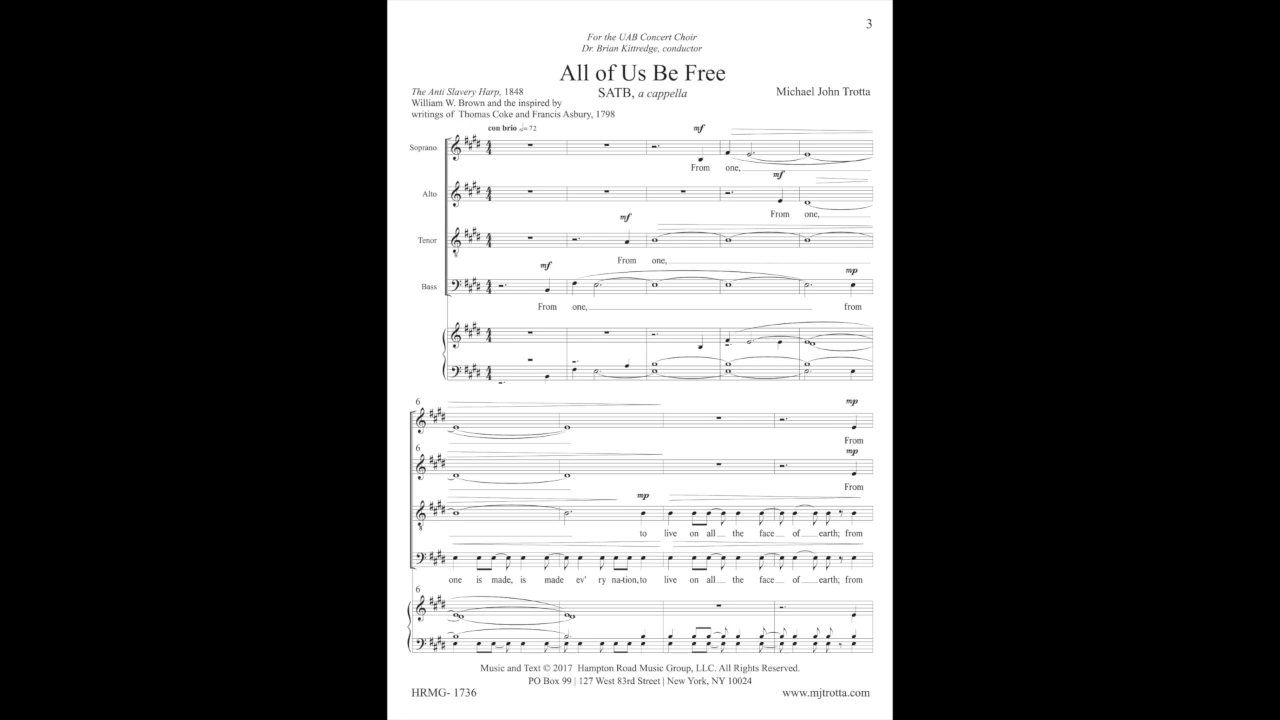 3
For the UAB Concert Choir
Dr. Brian Kittredge, conductor
All of Us Be Free
SATB, a cappella
The Anti Slavery Harp, 1848
William W. Brown and the inspired by
writings of Thomas Coke and Francis Asbury, 1798
Michael John Trotta
con brio 𝅗𝅥 = 72
mf
Soprano
From one,
mf
Alto
From one,
mf
Tenor
From one,
mf mp
Bass
From one, from
6
mp
From
6
mp
From
mp
to live on all the face of earth; from
one is made, is made ev' ry na-tion, to live on all the face of earth; from
6
Music and Text © 2017 Hampton Road Music Group, LLC. All Rights Reserved.
PO Box 99 | 127 West 83rd Street | New York, NY 10024
HRMG- 1736
www.mjtrotta.com